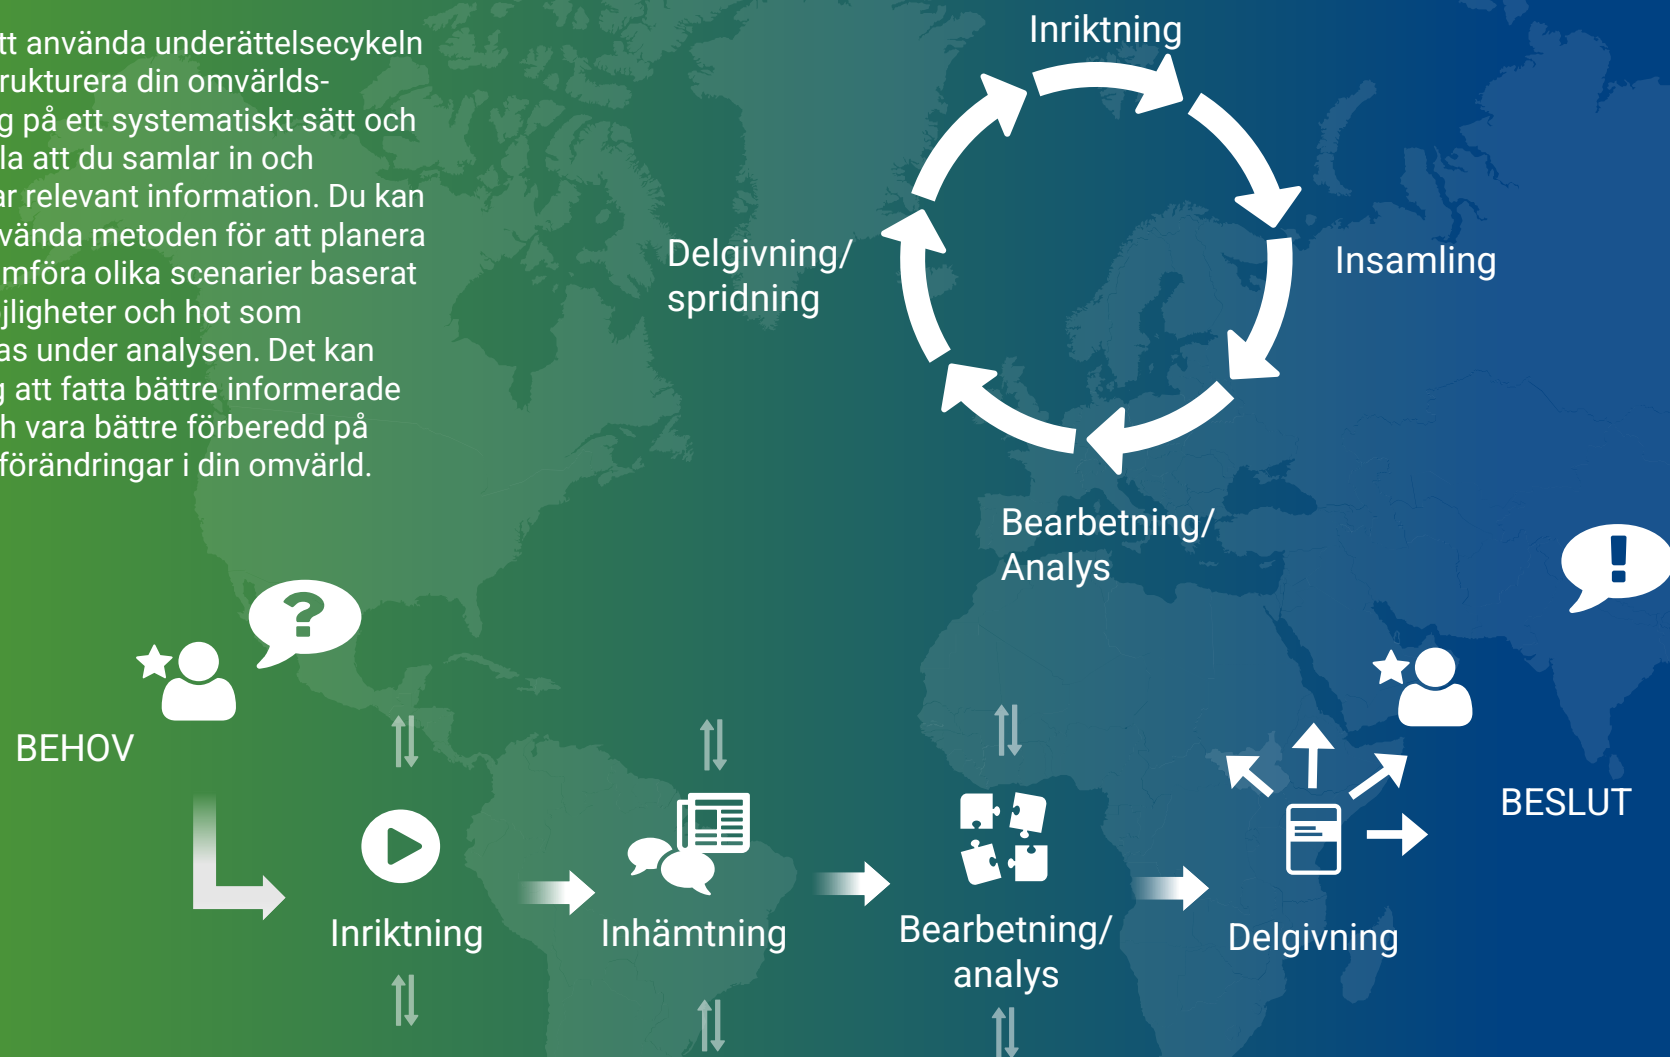 tt använda underättelsecykeln
rukturera din omvärlds-
g på ett systematiskt sätt och
la att du samlar in och
ar relevant information. Du kan
vända metoden för att planera
mföra olika scenarier baserat
jligheter och hot som
as under analysen. Det kan
g att fatta bättre informerade
h vara bättre förberedd på
förändringar i din omvärld.
Inriktning
Insamling
Delgivning/
spridning
Bearbetning/
Analys
?
!
BEHOV
BESLUT
Inriktning
Inhämtning
Bearbetning/
analys
Delgivning